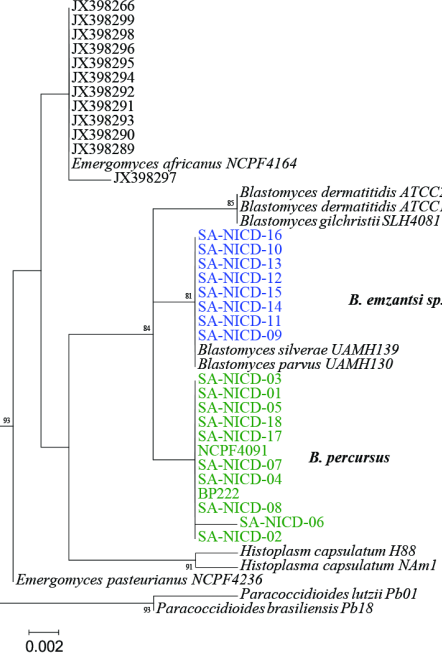 JX398266
JX398299
JX398298
JX398296
JX398295
JX398294
JX398292
JX398291
JX398293
JX398290
JX398289
Emergomyces africanus NCPF4164
JX398297
Blastomyces dermatitidis ATCC2
85
Blastomyces dermatitidis ATCC
Blastomyces gilchristii SLH4081
SA-NICD-16
SA-NICD-10
SA-NICD-13
SA-NICD-12
81
SA-NICD-15
B. emzantsi sp.
SA-NICD-14
SA-NICD-11
84
SA-NICD-09
Blastomyces silverae UAMH139
Blastomyces parvus UAMH130
SA-NICD-03
SA-NICD-01
SA-NICD-05
SA-NICD-18
93
SA-NICD-17
NCPF4091
B. percursus
SA-NICD-07
SA-NICD-04
BP222
SA-NICD-08
SA-NICD-06
SA-NICD-02
Histoplasm capsulatum H88
91
Histoplasma capsulatum NAm1
Emergomyces pasteurianus NCPF4236
Paracoccidioides lutzii Pb01
93
Paracoccidioides brasiliensis Pb18
0.002